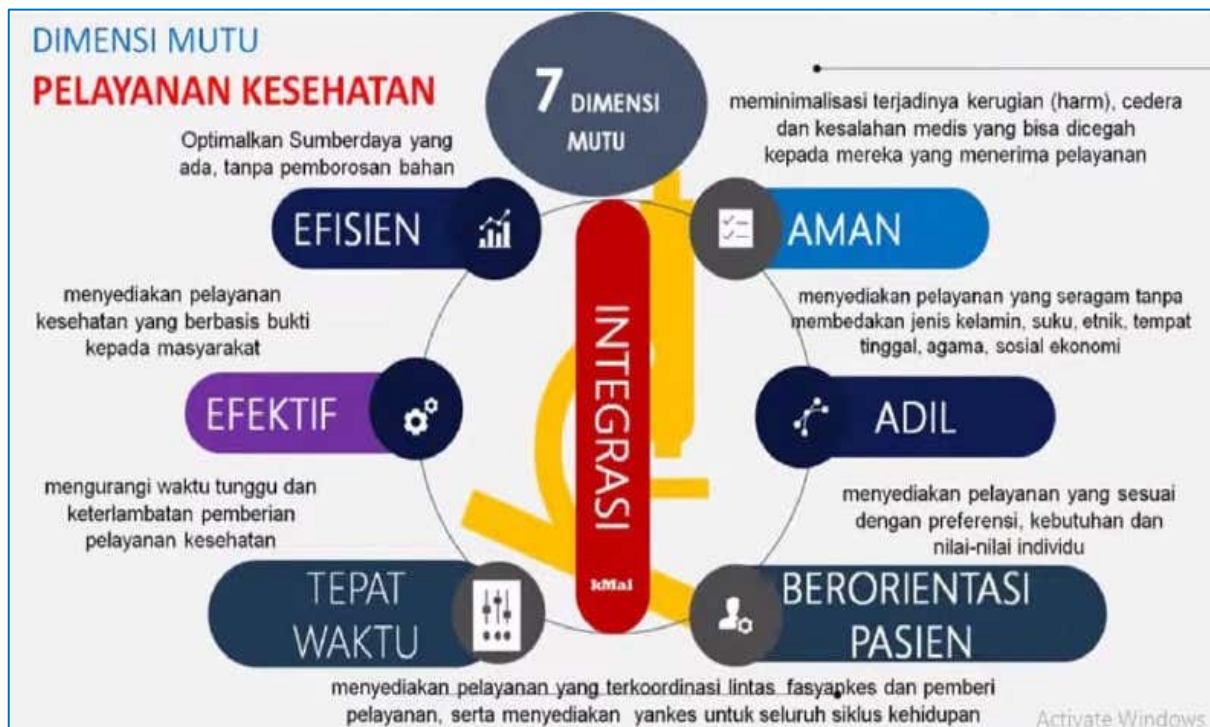 DIMENSI MUTU
PELAYANAN KESEHATAN
7 DIMENSI
MUTU
Optimalkan Sumberdaya yang
ada, tanpa pemborosan bahan
EFISIEN
menyediakan pelayanan
kesehatan yang berbasis bukti
kepada masyarakat
EFEKTIF
mengurangi waktu tunggu dan
keterlambatan pemberian
pelayanan kesehatan
TEPAT
WAKTU
INTEGRASI
kMal
meminimalisasi terjadinya kerugian (harm), cedera
dan kesalahan medis yang bisa dicegah
kepada mereka yang menerima pelayanan
AMAN
menyediakan pelayanan yang seragam tanpa
membedakan jenis kelamin, suku, etnik, tempat
tinggal, agama, sosial ekonomi
ADIL
menyediakan pelayanan yang sesuai
dengan preferensi, kebutuhan dan
nilai-nilai individu
BERORIENTASI
PASIEN
menyediakan pelayanan yang terkoordinasi lintas fasyankes dan pemberi
pelayanan, serta menyediakan yankes untuk seluruh siklus kehidupan
Activate Windows